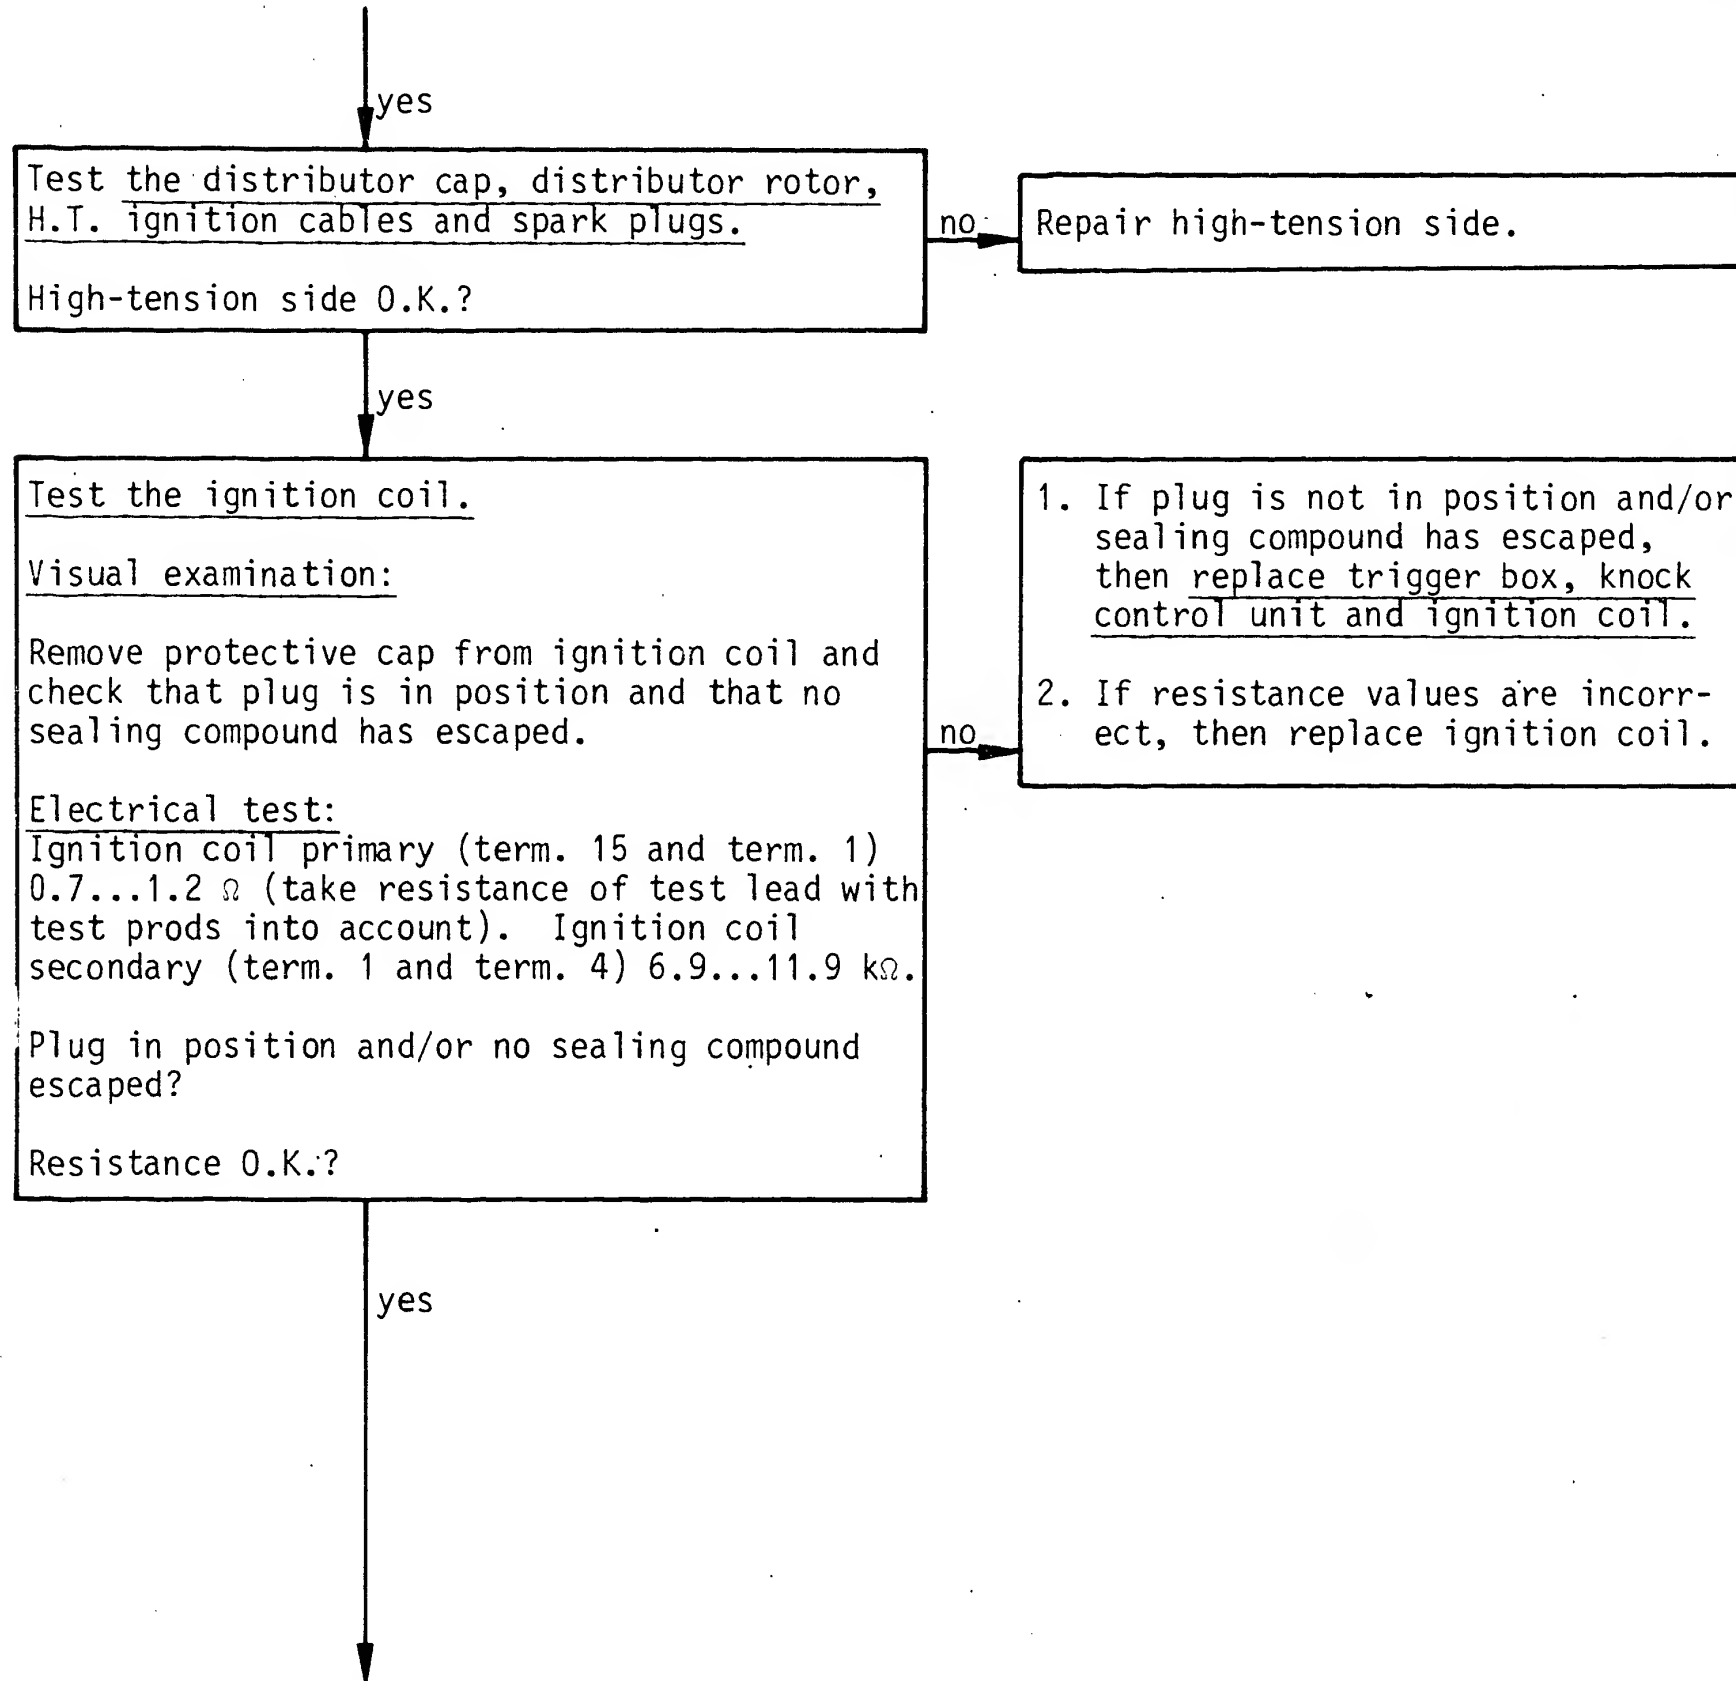 yes
Test the distributor cap, distributor rotor,
H.T. ignition cables and spark plugs.
High-tension side O.K.?
no
Repair high-tension side.
yes
Test the ignition coil.
Visual examination:
Remove protective cap from ignition coil and
check that plug is in position and that no
sealing compound has escaped.
Electrical test:
Ignition coil primary (term. 15 and term. 1)
0.7...1.2 Ω (take resistance of test lead with
test prods into account). Ignition coil
secondary (term. 1 and term. 4) 6.9...11.9 kΩ.
Plug in position and/or no sealing compound
escaped?
Resistance O.K.?
no
1. If plug is not in position and/or
sealing compound has escaped,
then replace trigger box, knock
control unit and ignition coil.
2. If resistance values are incorr-
ect, then replace ignition coil.
yes